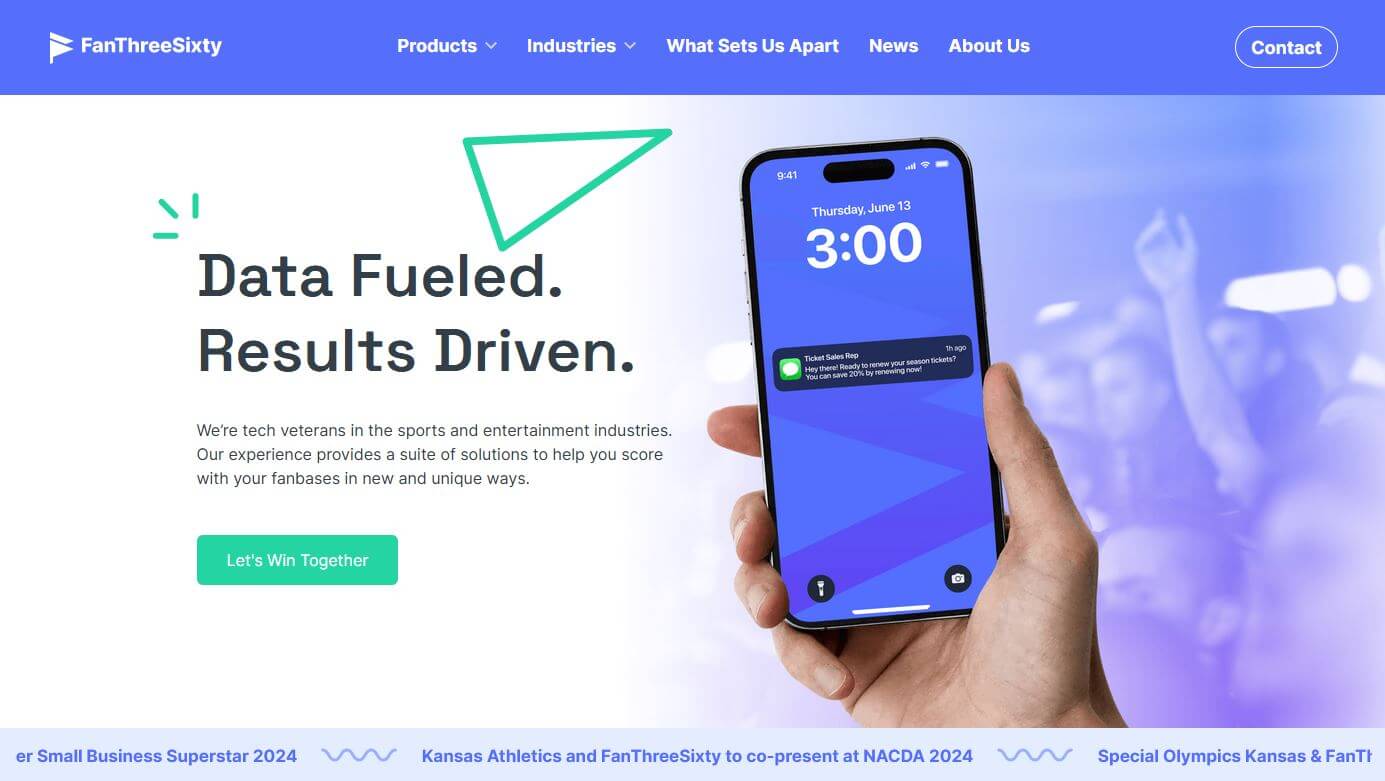 FanThreeSixty
Products
Industries
What Sets Us Apart
News
About Us
Contact
9:41
Thursday, June 13
3:00
Ticket Sales Rep
1h ago
Hey there! Ready to renew your season tickets?
You can save 20% by renewing now!
Data Fueled.
Results Driven.
We’re tech veterans in the sports and entertainment industries.
Our experience provides a suite of solutions to help you score
with your fanbases in new and unique ways.
Let's Win Together
er Small Business Superstar 2024
Kansas Athletics and FanThreeSixty to co-present at NACDA 2024
Special Olympics Kansas & FanTh